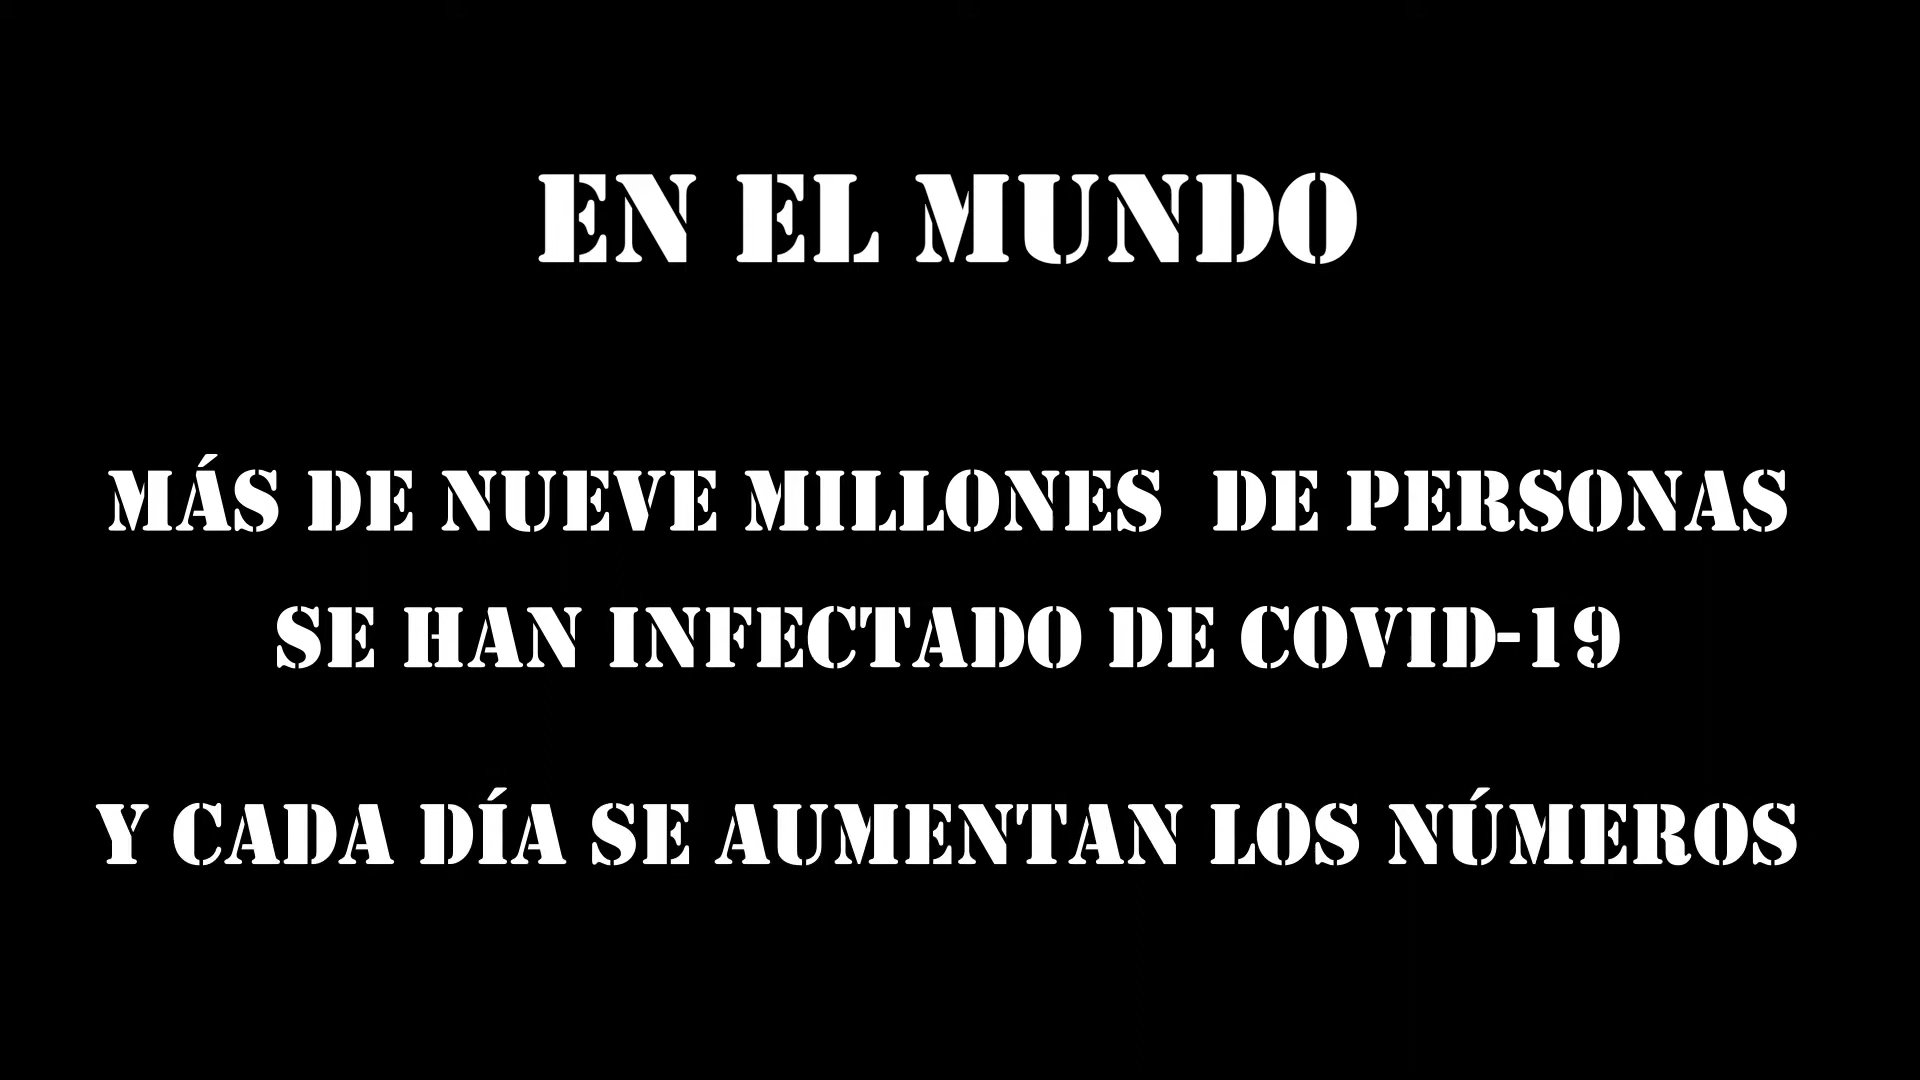 EN EL MUNDO
MÁS DE NUEVE MILLONES DE PERSONAS
SE HAN INFECTADO DE COVID-19
Y CADA DÍA SE AUMENTAN LOS NÚMEROS